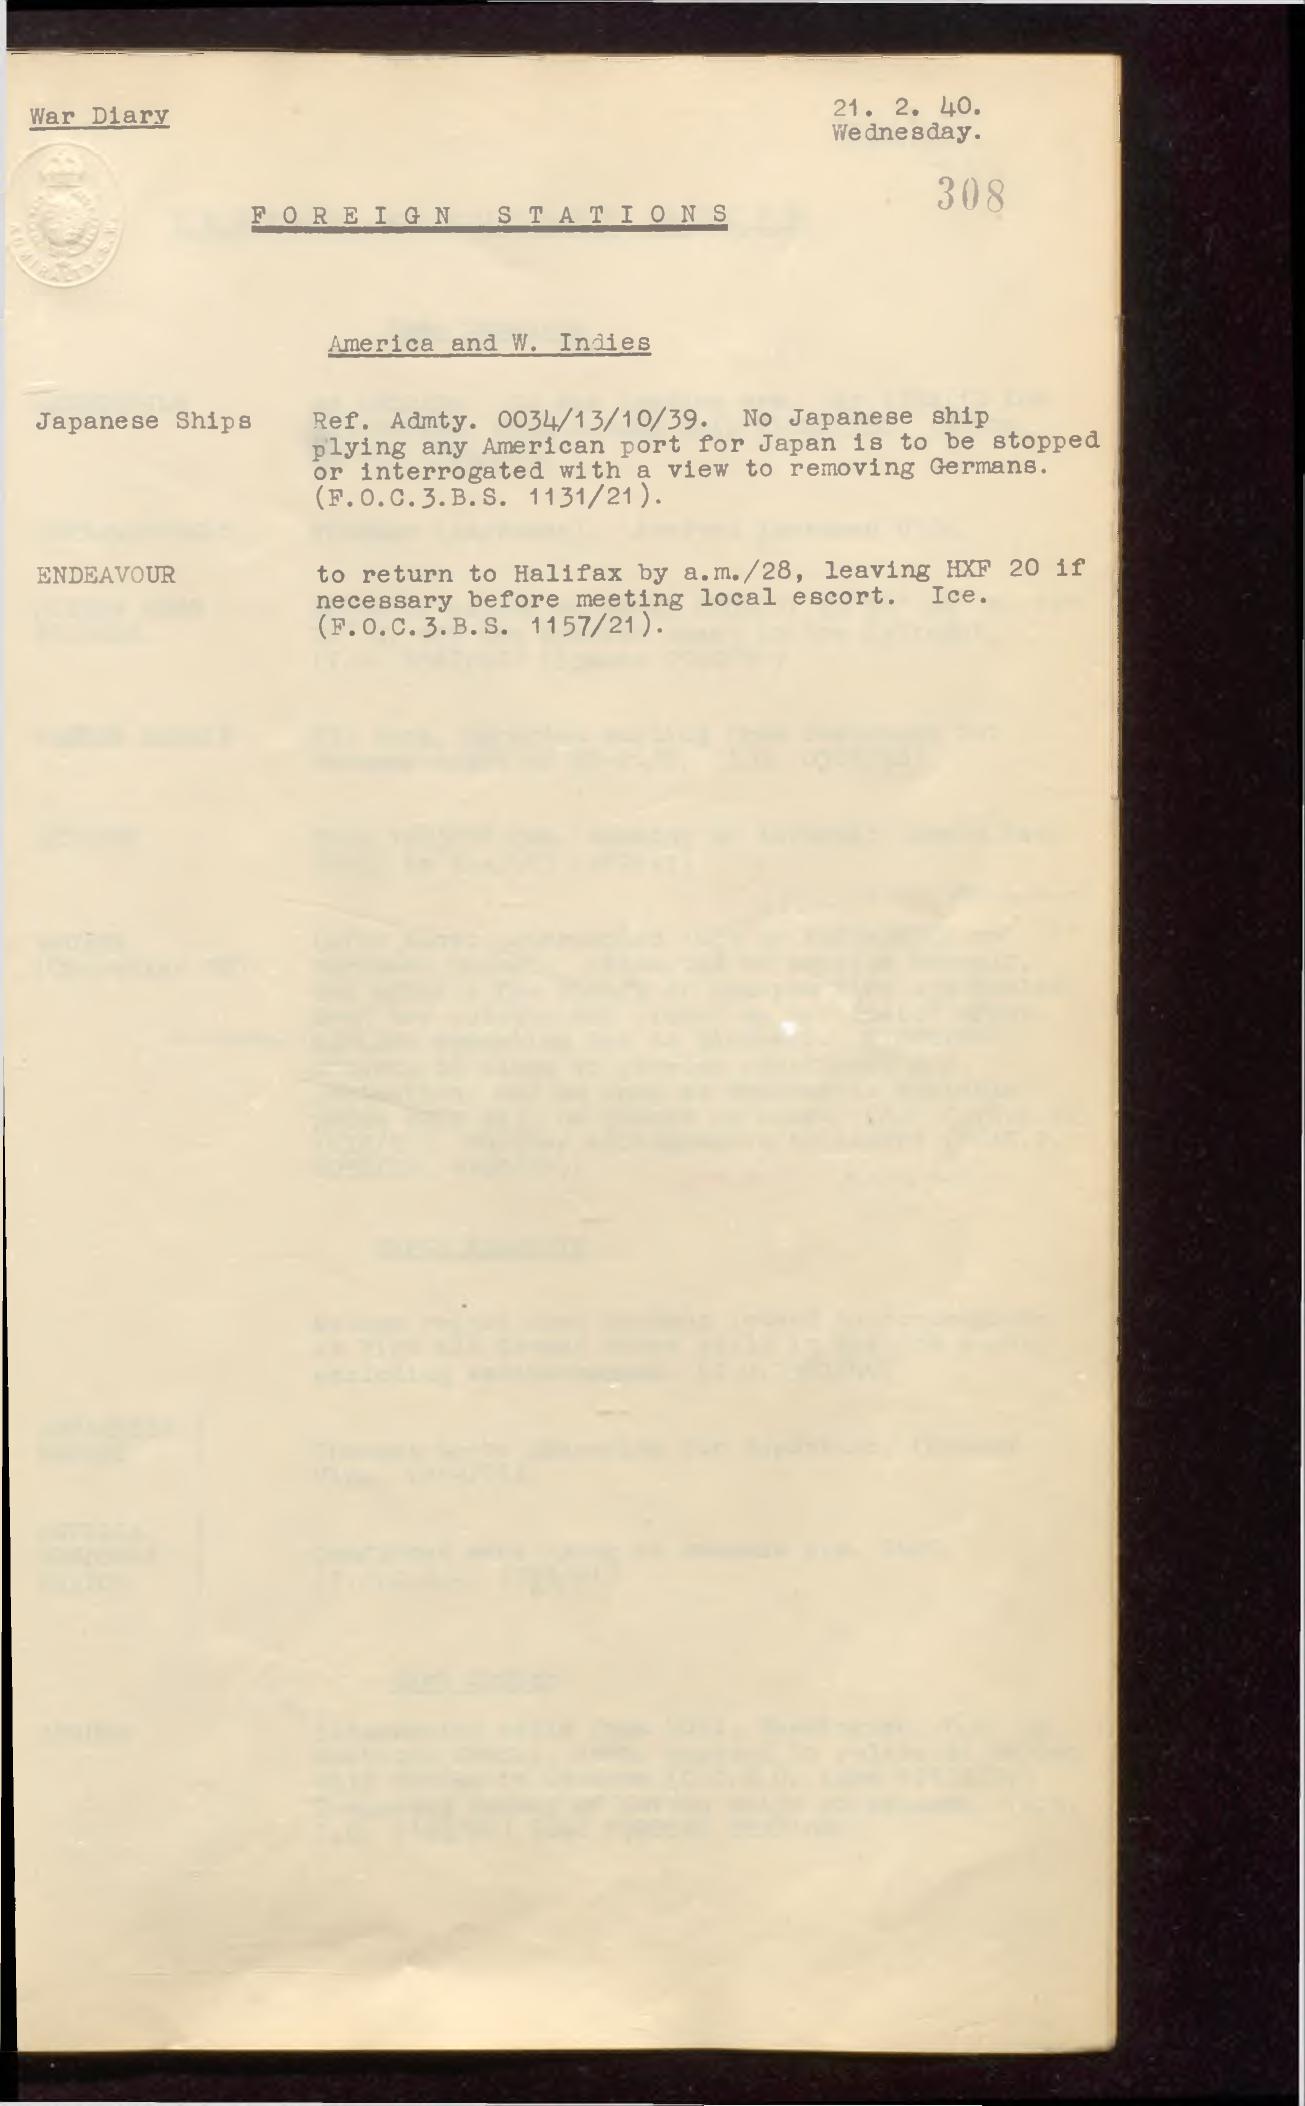 War Diary
21. 2. 40.
Wednesday.
308
FOREIGN STATIONS
ADMIRALTY.S.W.
America and W. Indies
Japanese Ships Ref. Admty. 0034/13/10/39. No Japanese ship
plying any American port for Japan is to be stopped
or interrogated with a view to removing Germans.
(F.O.C.3.B.S. 1131/21).
ENDEAVOUR to return to Halifax by a.m./28, leaving HXF 20 if
necessary before meeting local escort. Ice.
(F.O.C.3.B.S. 1157/21).